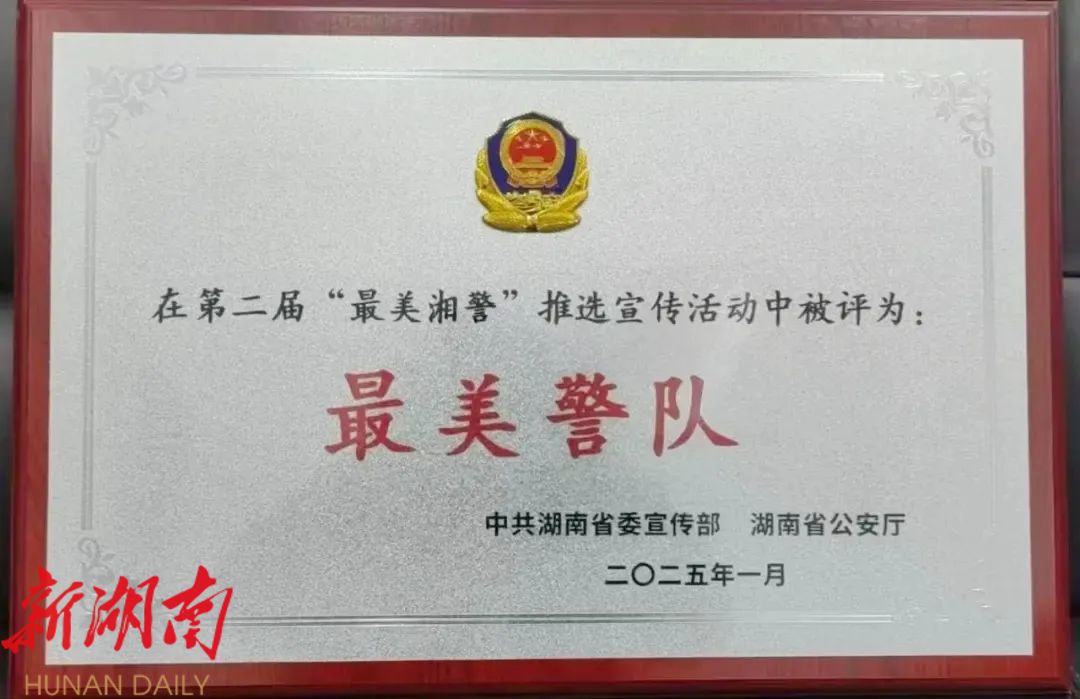 在第二届“最美湘警”推选宣传活动中被评为：
最美警队
中共湖南省委宣传部 湖南省公安厅
二〇二五年一月
新湖南
HUNAN DAILY